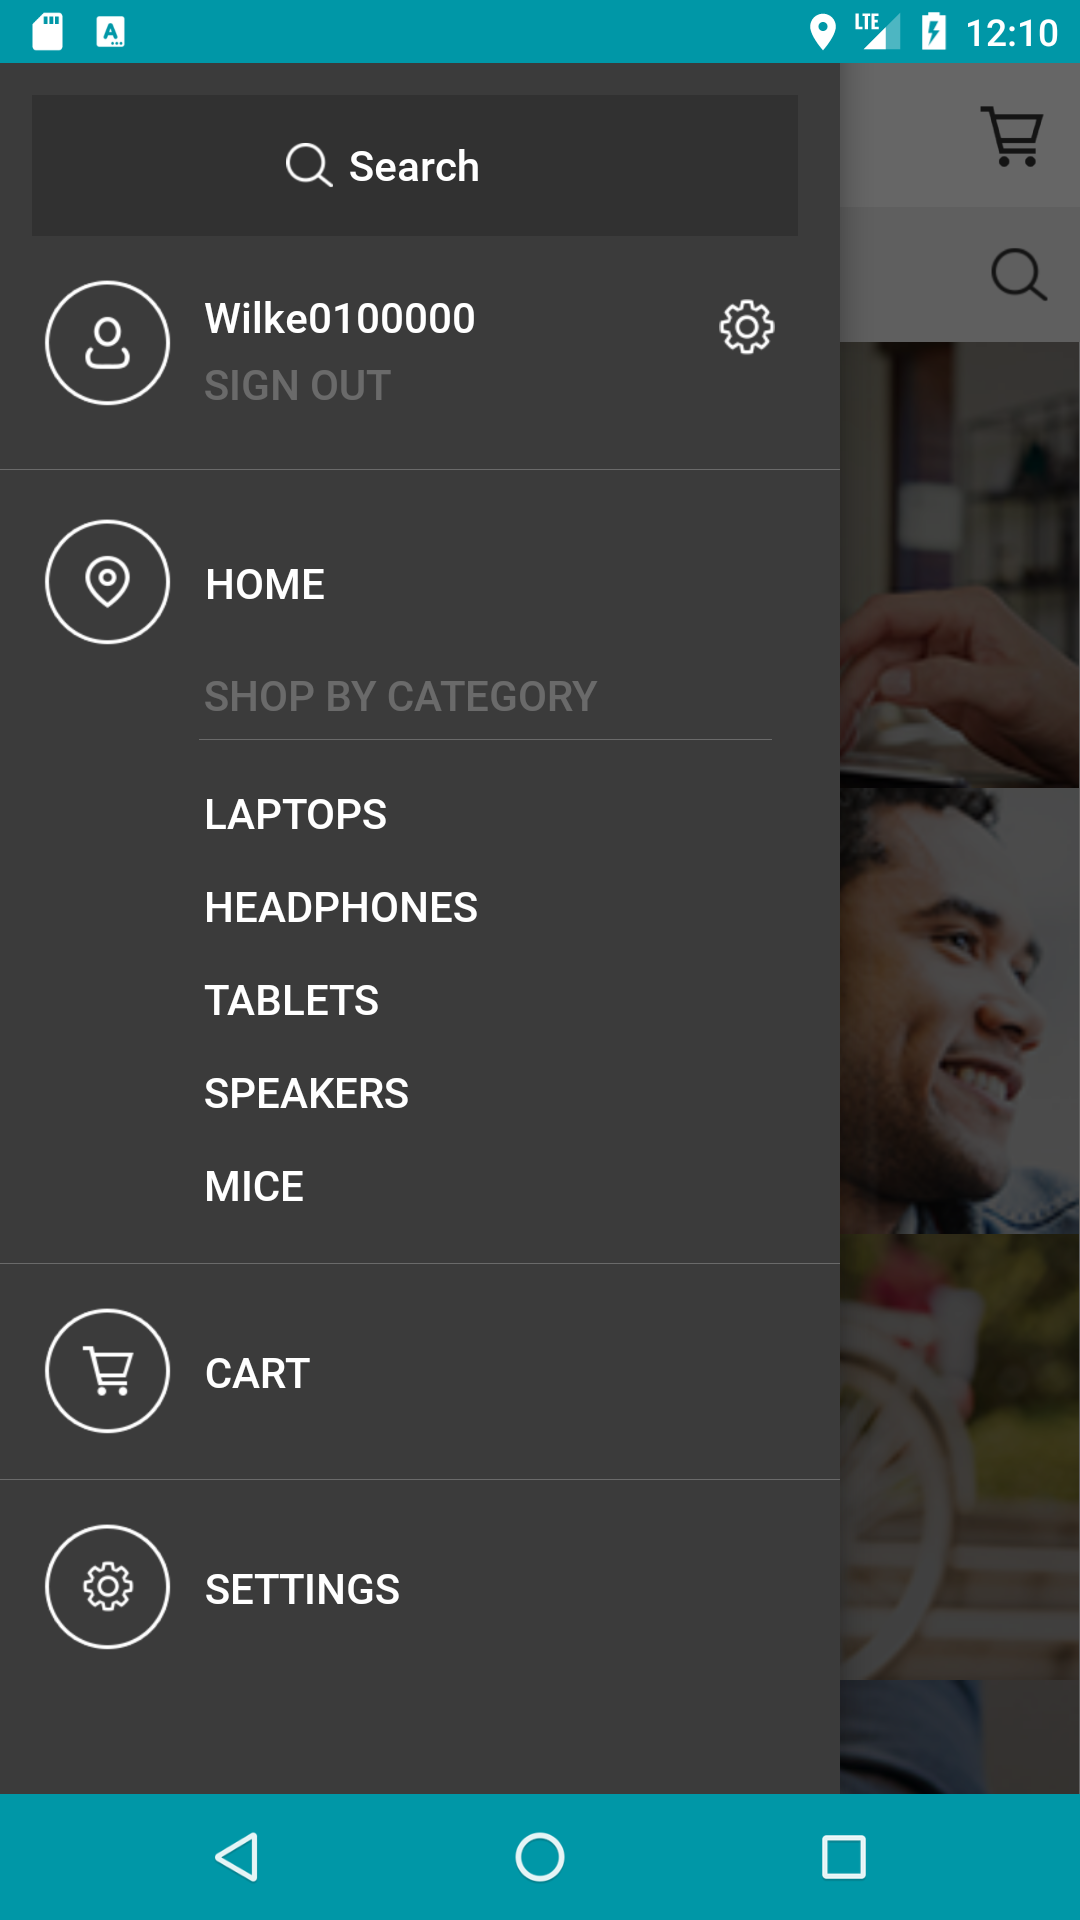 LTE 12:10
Search
Wilke0100000
SIGN OUT
HOME
SHOP BY CATEGORY
LAPTOPS
HEADPHONES
TABLETS
SPEAKERS
MICE
CART
SETTINGS